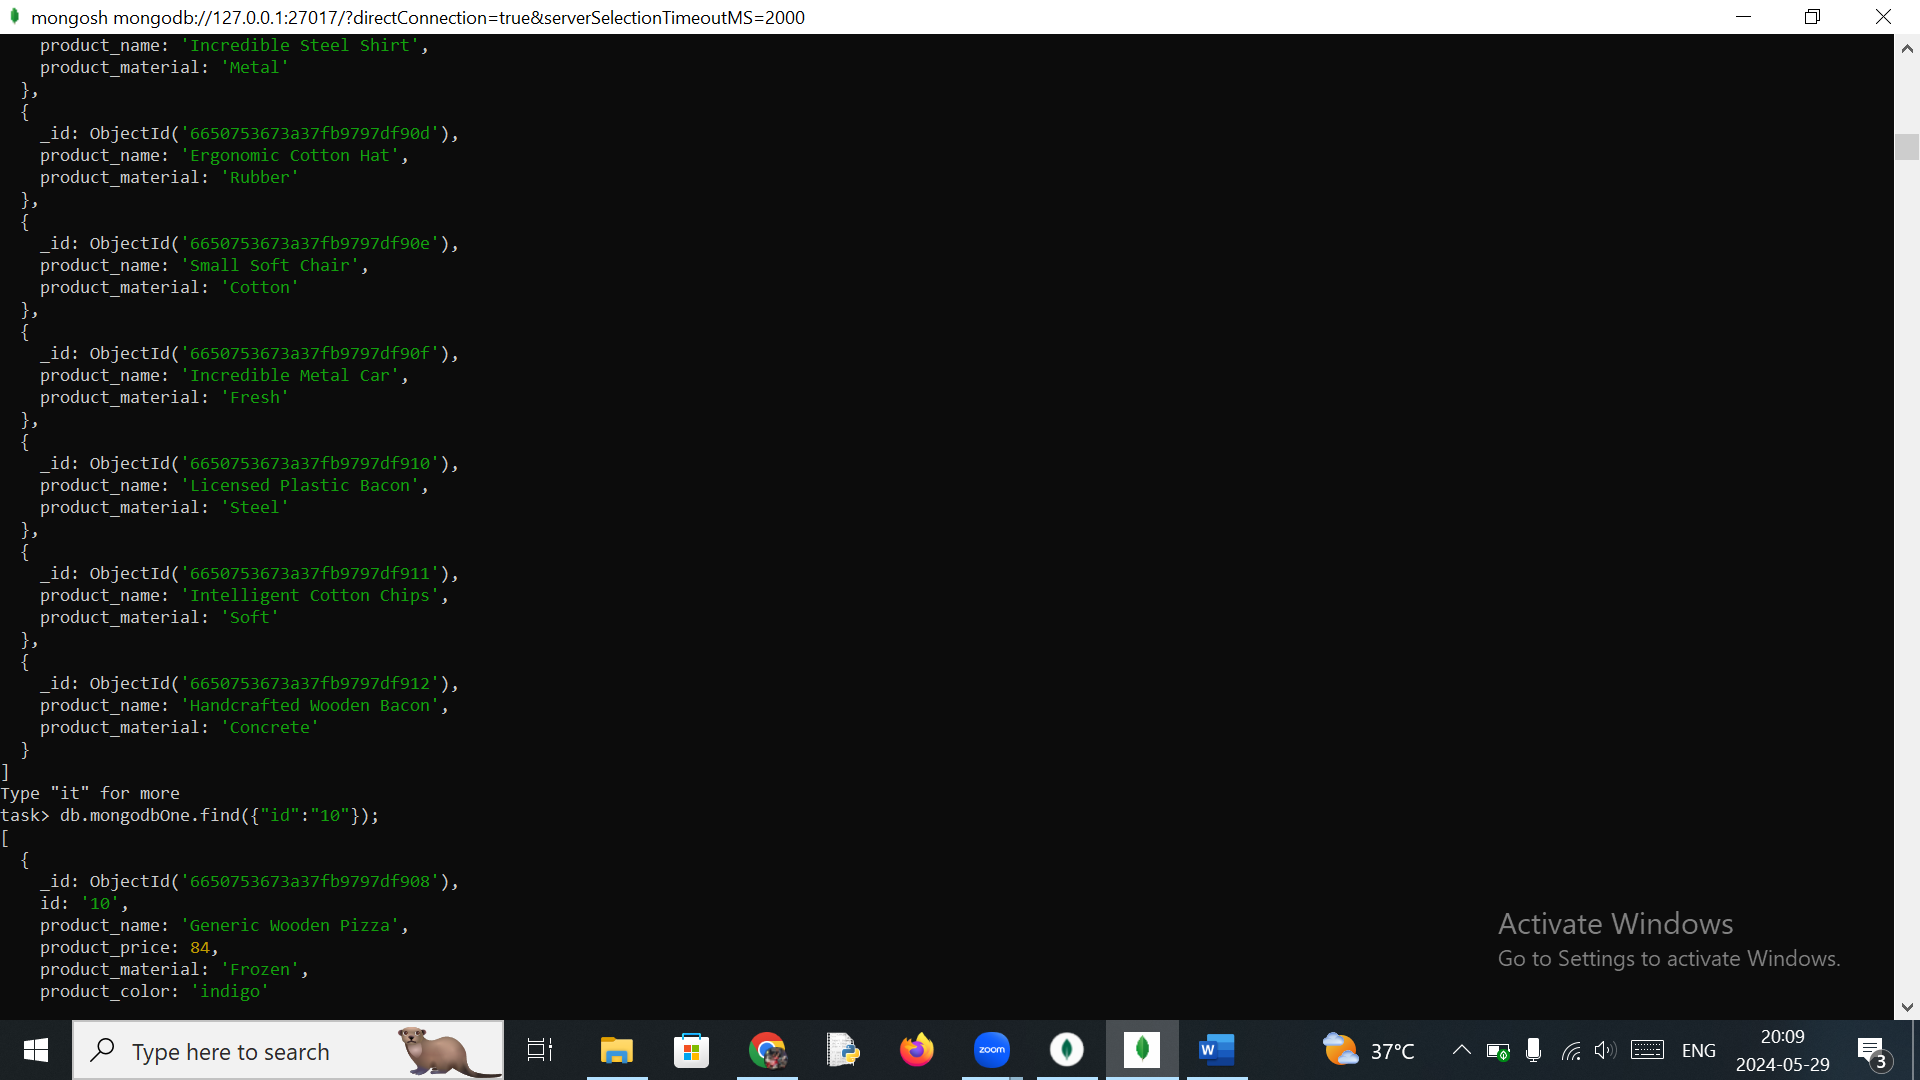 mongosh mongodb://127.0.0.1:27017/?directConnection=true&serverSelectionTimeoutMS=2000
    product_name: 'Incredible Steel Shirt',
    product_material: 'Metal'
  },
  {
    _id: ObjectId('6650753673a37fb9797df90d'),
    product_name: 'Ergonomic Cotton Hat',
    product_material: 'Rubber'
  },
  {
    _id: ObjectId('6650753673a37fb9797df90e'),
    product_name: 'Small Soft Chair',
    product_material: 'Cotton'
  },
  {
    _id: ObjectId('6650753673a37fb9797df90f'),
    product_name: 'Incredible Metal Car',
    product_material: 'Fresh'
  },
  {
    _id: ObjectId('6650753673a37fb9797df910'),
    product_name: 'Licensed Plastic Bacon',
    product_material: 'Steel'
  },
  {
    _id: ObjectId('6650753673a37fb9797df911'),
    product_name: 'Intelligent Cotton Chips',
    product_material: 'Soft'
  },
  {
    _id: ObjectId('6650753673a37fb9797df912'),
    product_name: 'Handcrafted Wooden Bacon',
    product_material: 'Concrete'
  }
]
Type "it" for more
task> db.mongodbOne.find({"id":"10"});
[
  {
    _id: ObjectId('6650753673a37fb9797df908'),
    id: '10',
    product_name: 'Generic Wooden Pizza',
    product_price: 84,
    product_material: 'Frozen',
    product_color: 'indigo'
Activate Windows
Go to Settings to activate Windows.
Type here to search
zoom
W
37°C
ENG
20:09
2024-05-29
3